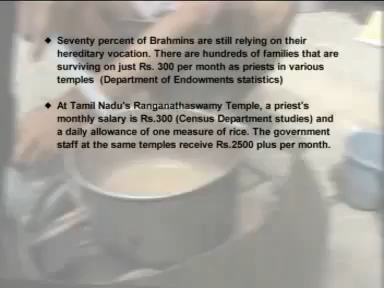 ◆ Seventy percent of Brahmins are still relying on their
hereditary vocation. There are hundreds of families that are
surviving on just Rs. 300 per month as priests in various
temples (Department of Endowments statistics)
◆ At Tamil Nadu's Ranganathaswamy Temple, a priest's
monthly salary is Rs.300 (Census Department studies) and
a daily allowance of one measure of rice. The government
staff at the same temples receive Rs.2500 plus per month.